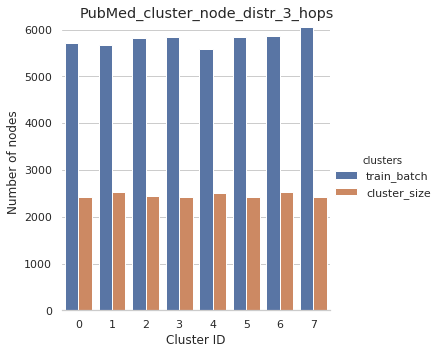 PubMed_cluster_node_distr_3_hops
6000
5000
4000
3000
2000
1000
0
Number of nodes
0 1 2 3 4 5 6 7
Cluster ID
clusters
train_batch
cluster_size